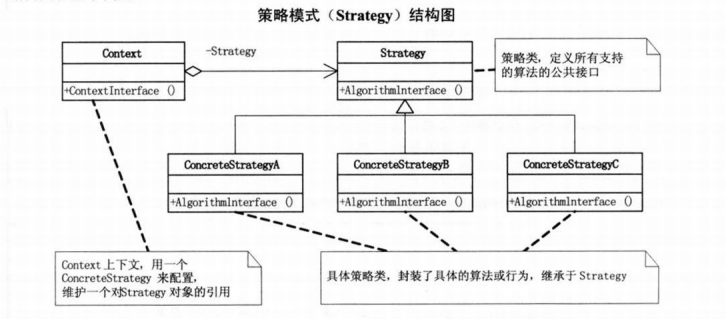 策略模式（Strategy）结构图
Context
-Strategy
Strategy
策略类，定义所有支持
的算法的公共接口
+ContextInterface ()
+AlgorithmInterface ()
ConcreteStrategyA
ConcreteStrategyB
ConcreteStrategyC
+AlgorithmInterface ()
+AlgorithmInterface ()
+AlgorithmInterface ()
Context 上下文，用一个
ConcreteStrategy 来配置，
维护一个对Strategy 对象的引用
具体策略类，封装了具体的算法或行为，继承于 Strategy